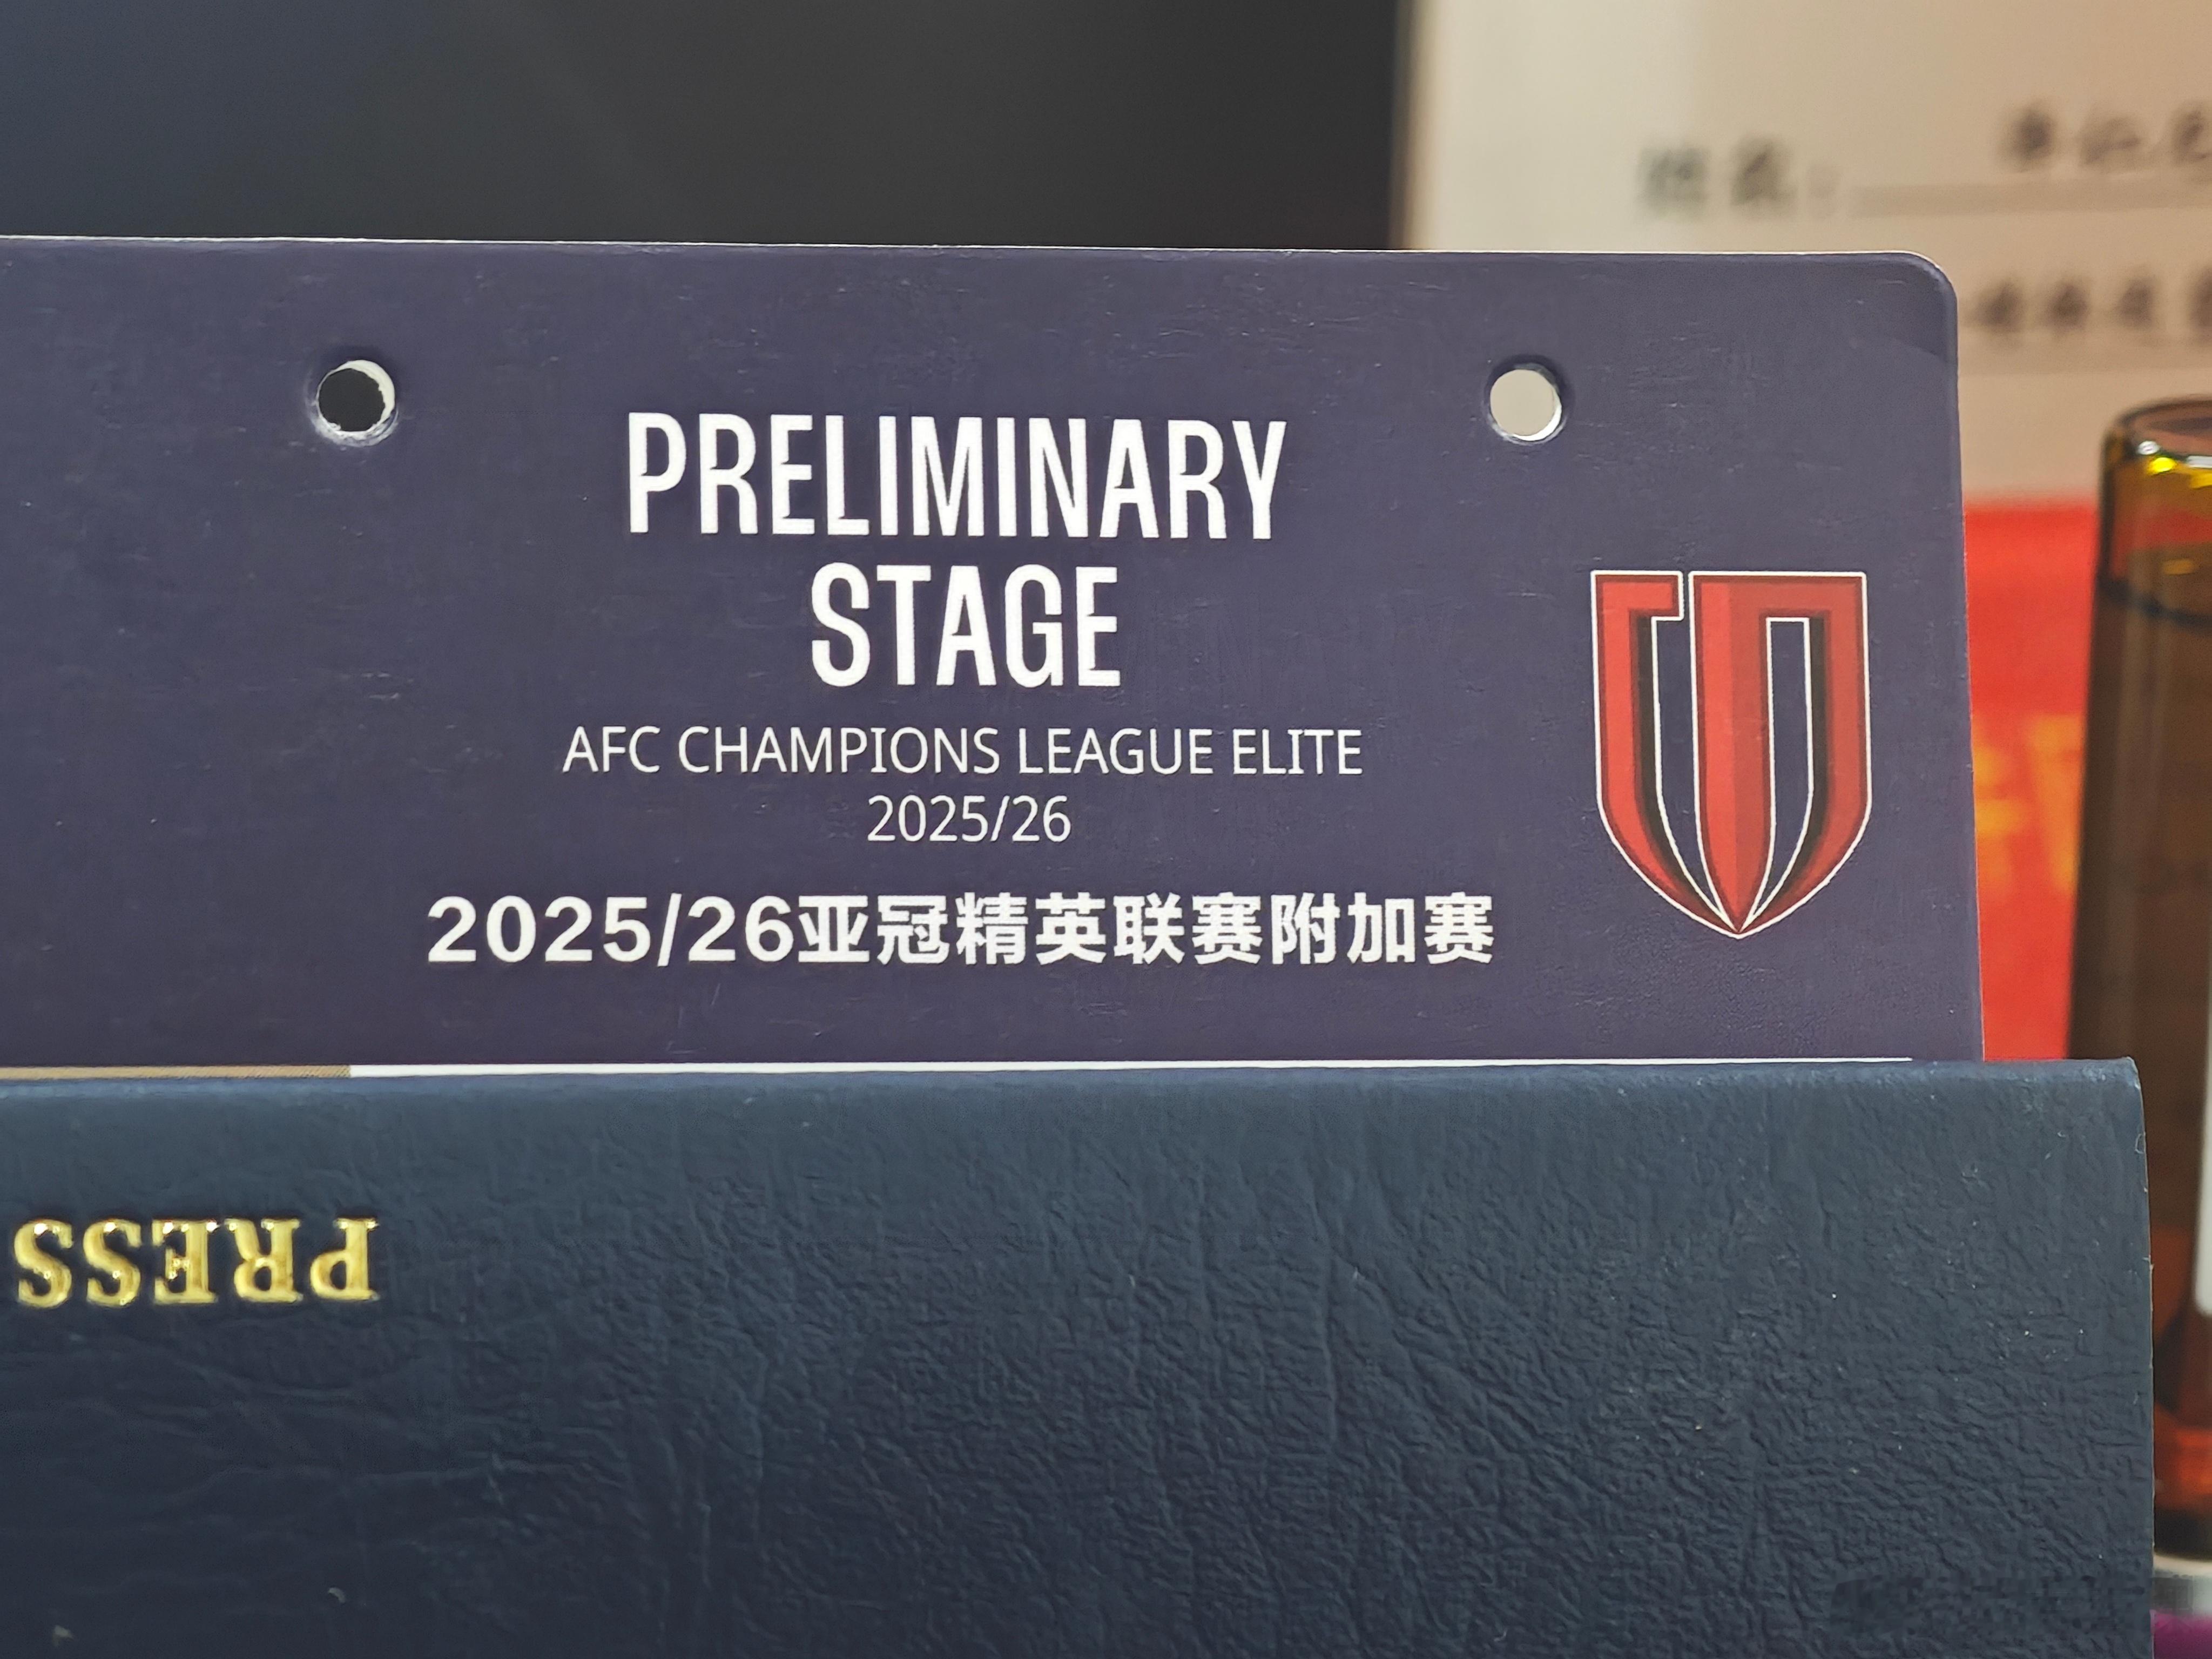 PRELIMINARY
STAGE
AFC CHAMPIONS LEAGUE ELITE
2025/26
2025/26亚冠精英联赛附加赛
PRESS